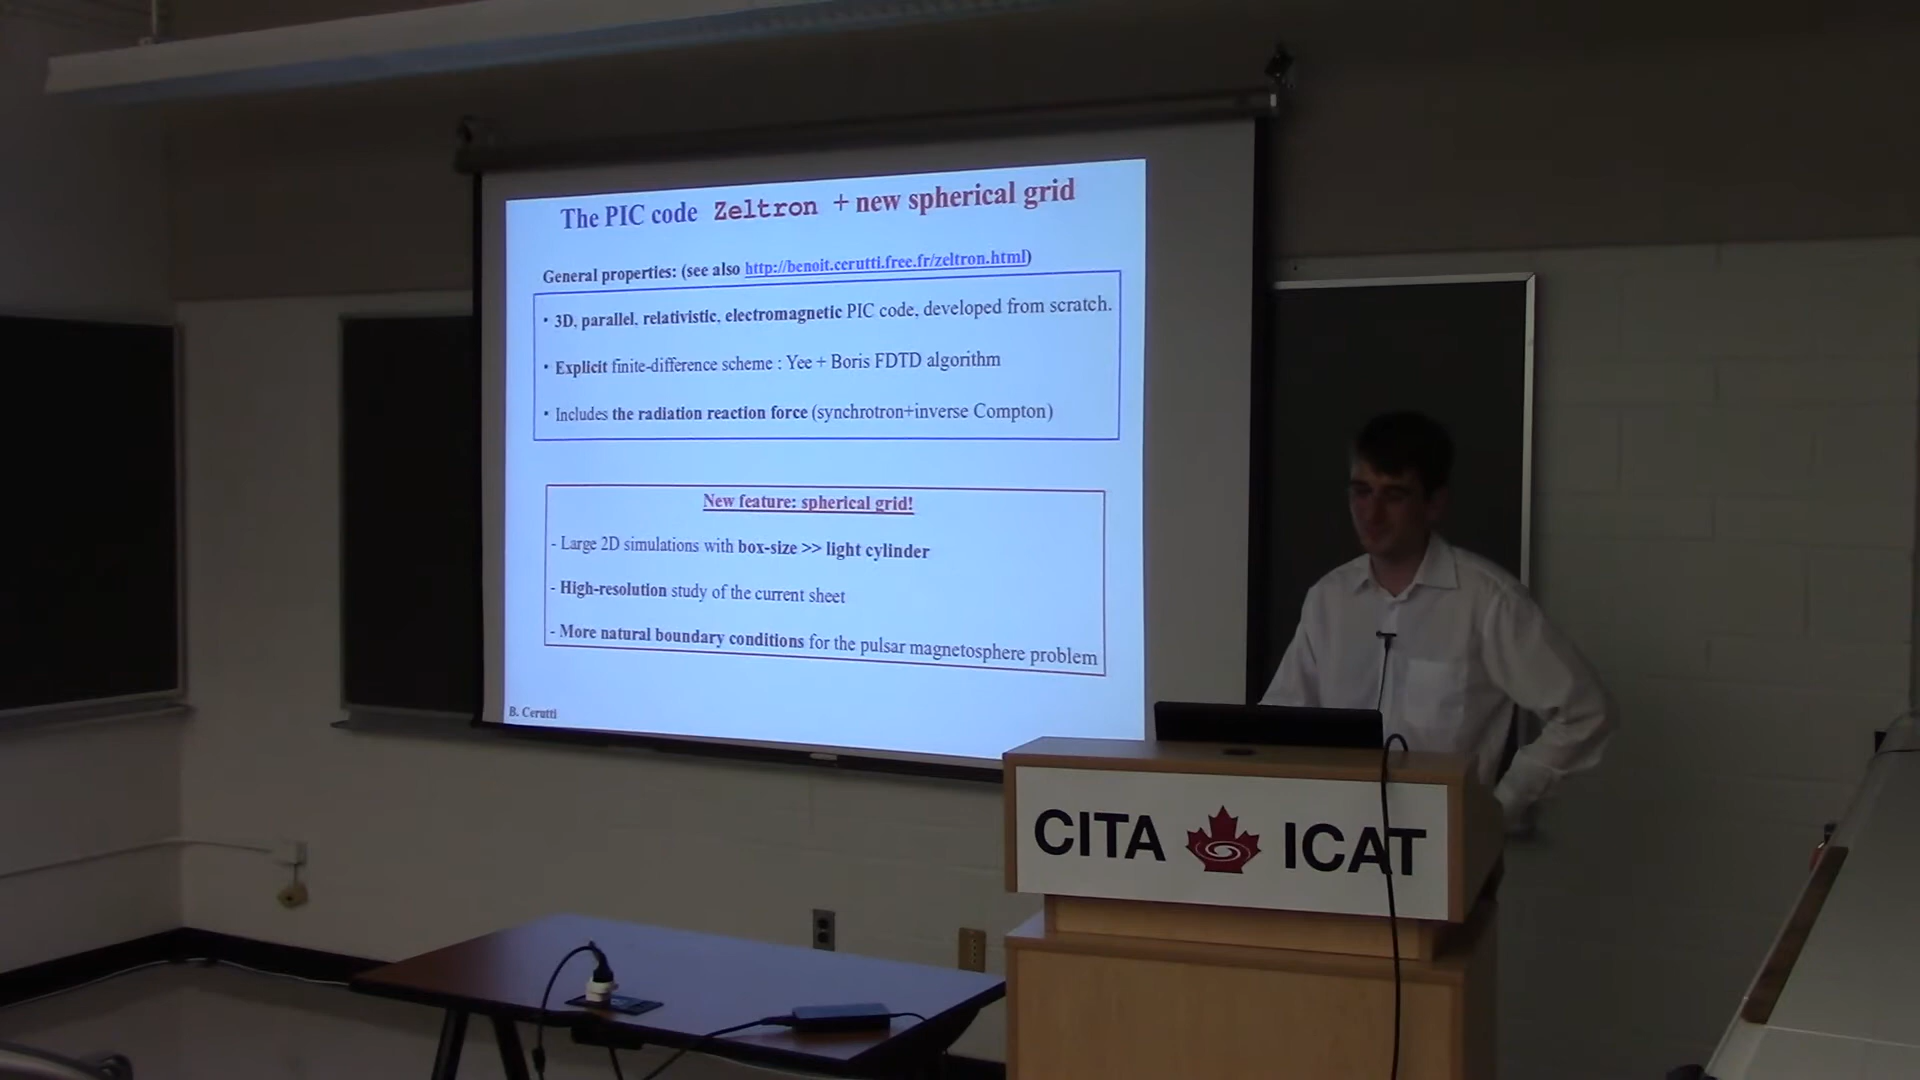 The PIC code Zeltron + new spherical grid
General properties: (see also http://benoit.cerutti.free.fr/zeltron.html)
• 3D, parallel, relativistic, electromagnetic PIC code, developed from scratch.
• Explicit finite-difference scheme : Yee + Boris FDTD algorithm
• Includes the radiation reaction force (synchrotron+inverse Compton)
New feature: spherical grid!
- Large 2D simulations with box-size >> light cylinder
- High-resolution study of the current sheet
- More natural boundary conditions for the pulsar magnetosphere problem
B. Cerutti
CITA ICAT